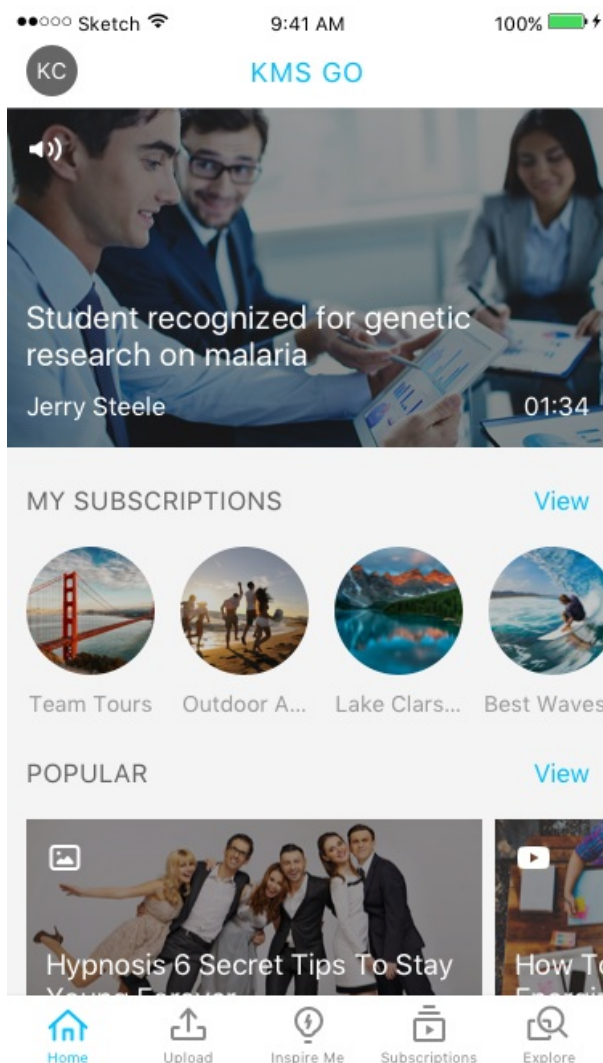 Sketch 9:41 AM 100%
KC KMS GO
Student recognized for genetic
research on malaria
Jerry Steele 01:34
MY SUBSCRIPTIONS View
Team Tours Outdoor A... Lake Clars... Best Waves
POPULAR View
Hypnosis 6 Secret Tips To Stay How To
Young Forever
Home Upload Inspire Me Subscriptions Explore